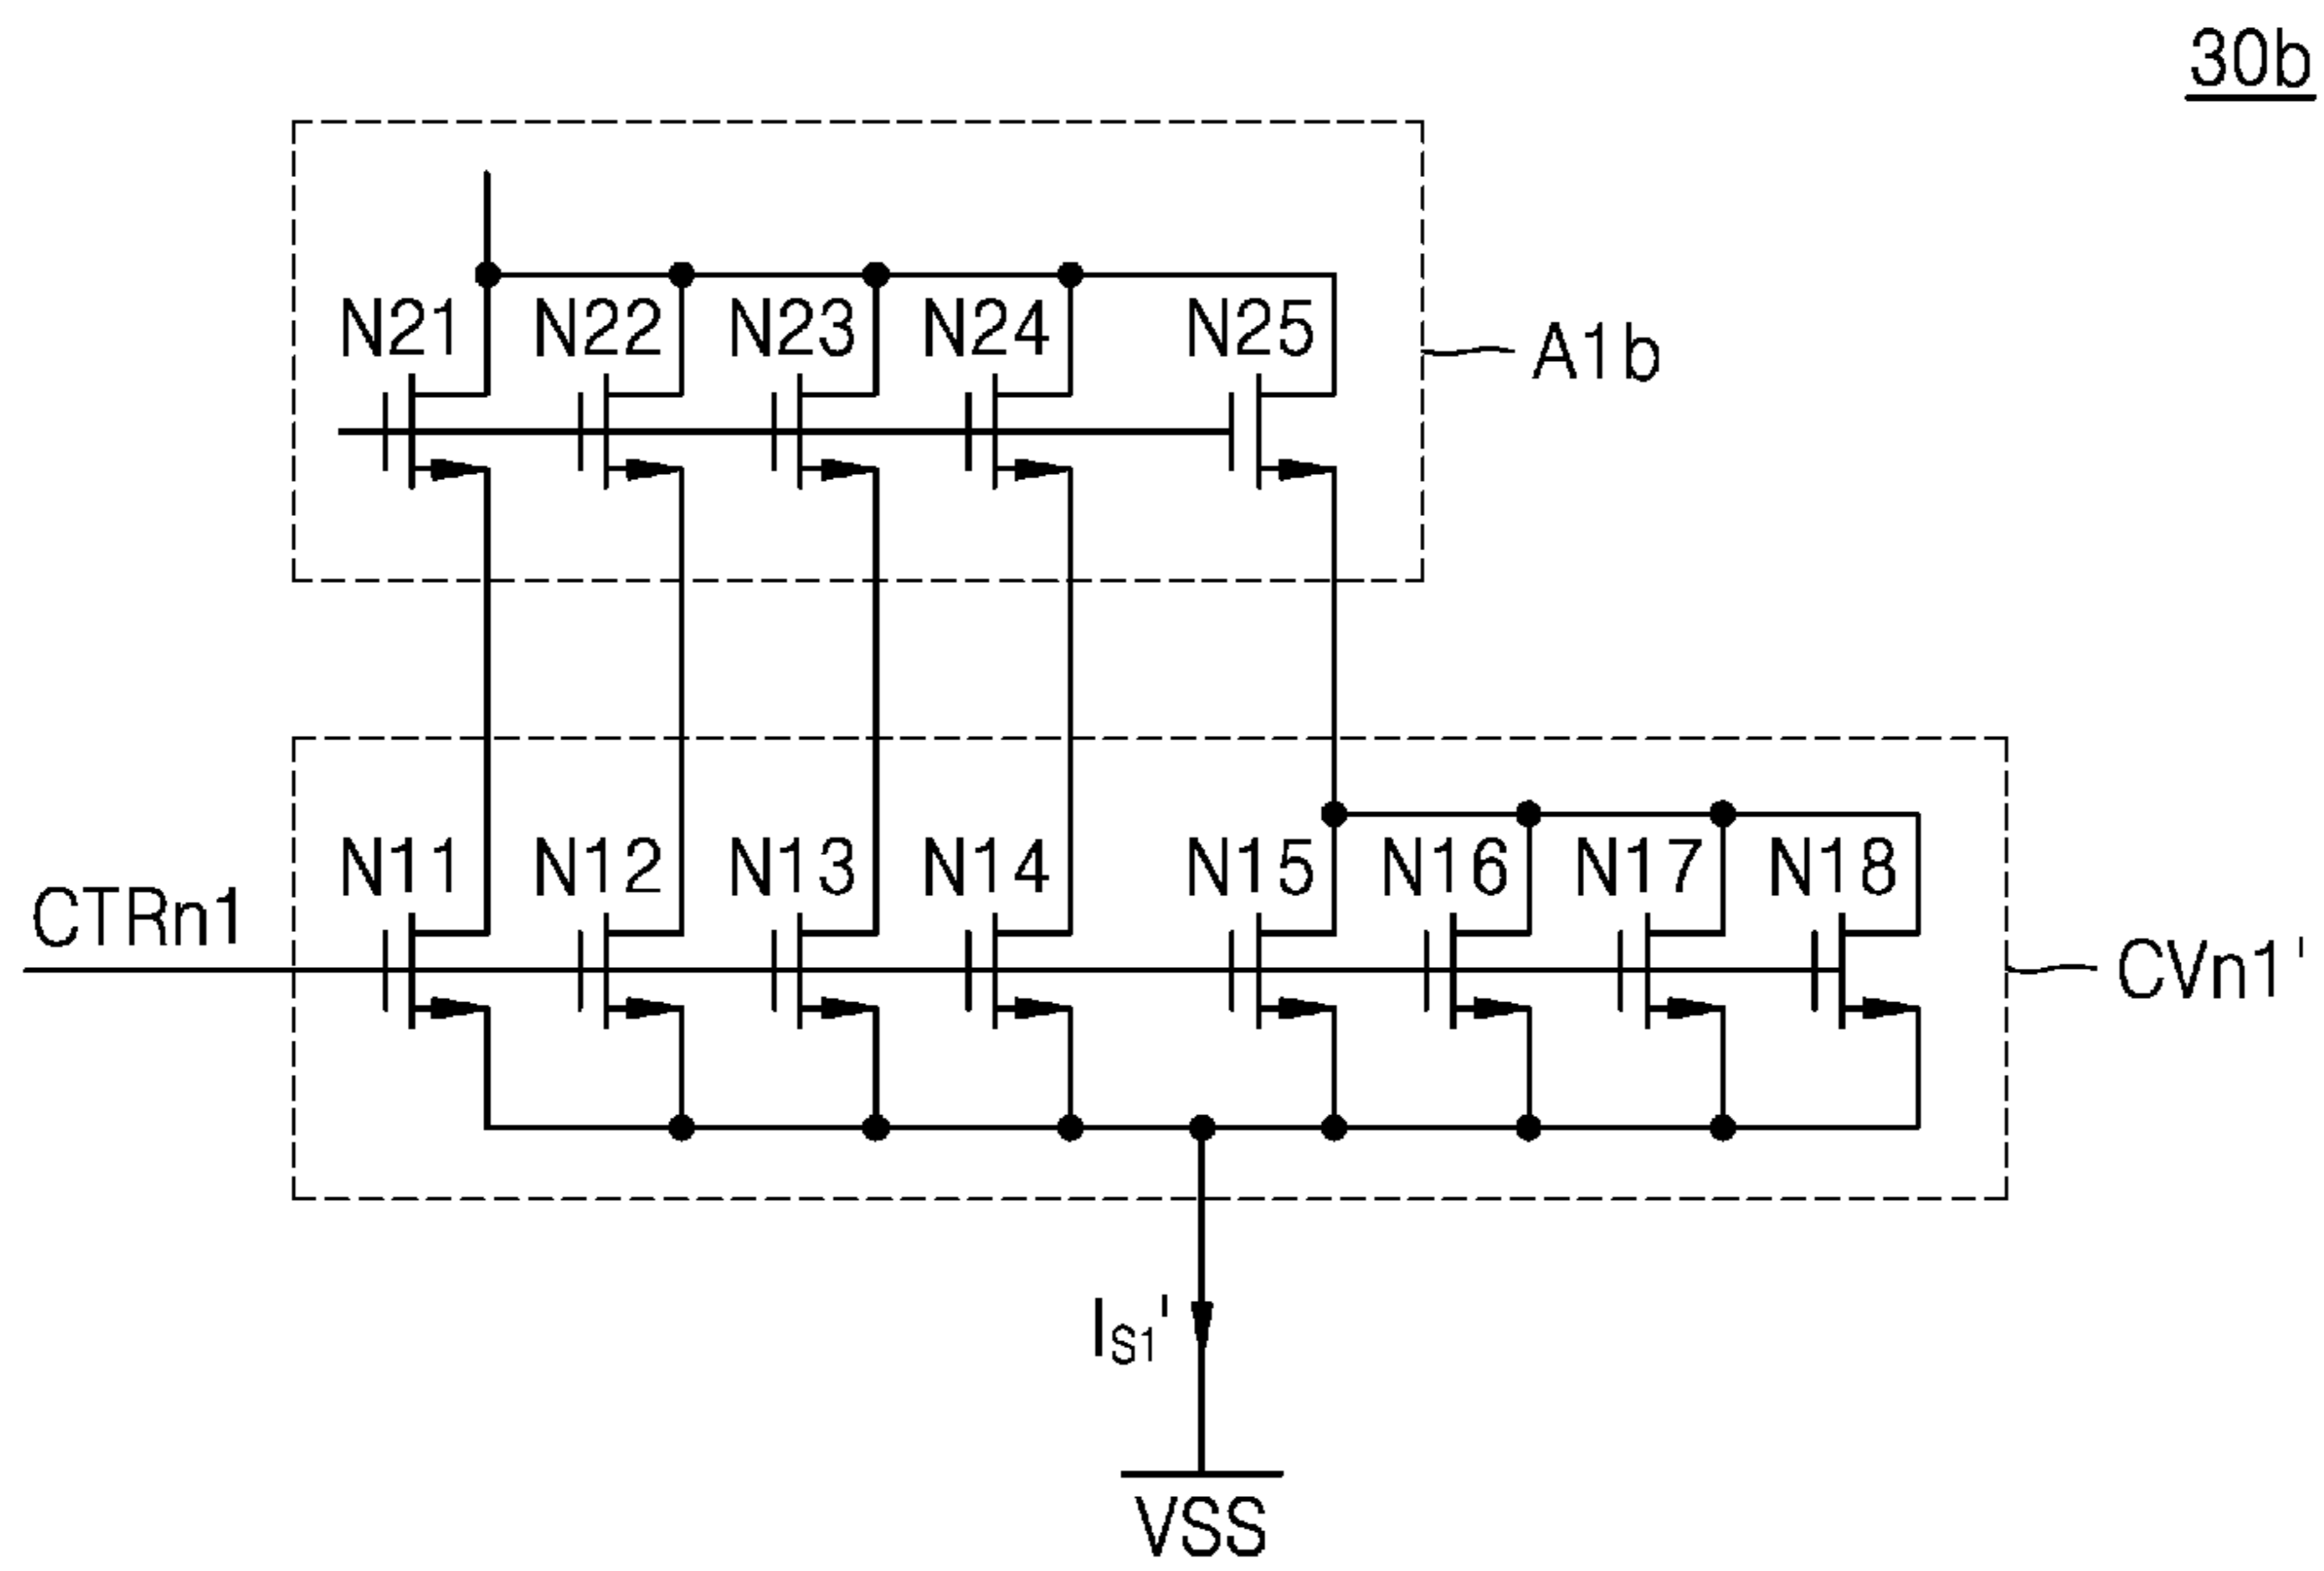 30b
N21 N22 N23 N24 N25
A1b
N11 N12 N13 N14 N15 N16 N17 N18
CTRn1
CVn1'
IS1'
VSS